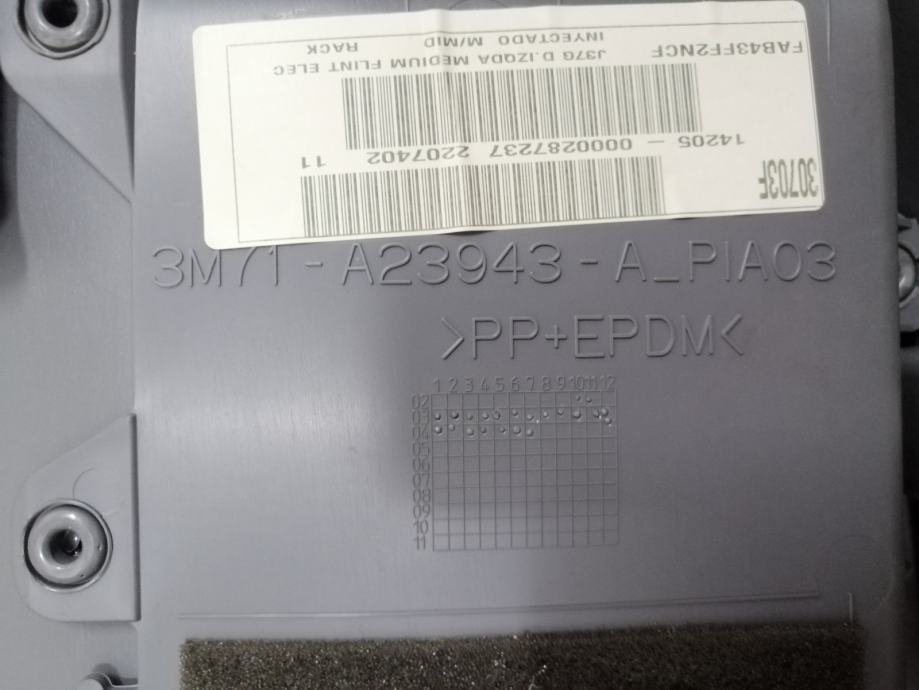 30703F
14205 - 0000287237 2207402 11
FAB43FF2NCF J37G D.IZQDA MEDIUM FLINT ELEC
INYECTADO M/MID RACK
3M71-A23943-A_PIA03
>PP+EPDM<
1 2 3 4 5 6 7 8 9 10 11 12
02
03
04
05
06
07
08
09
10
11